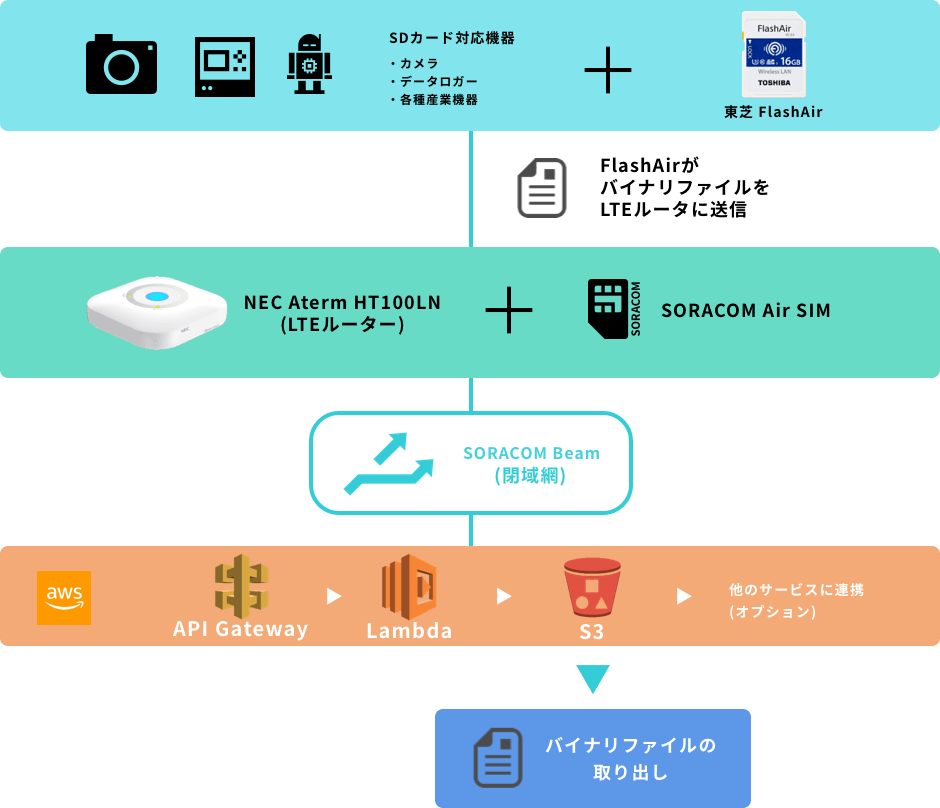 SDカード対応機器
・カメラ
・データロガー
・各種産業機器
FlashAir
LOCK
16GB
Wireless LAN
TOSHIBA
東芝 FlashAir
FlashAirが
バイナリファイルを
LTEルータに送信
NEC Aterm HT100LN
(LTEルーター)
SORACOM
SORACOM Air SIM
SORACOM Beam
(閉域網)
aws
API Gateway
Lambda
S3
他のサービスに連携
(オプション)
バイナリファイルの
取り出し